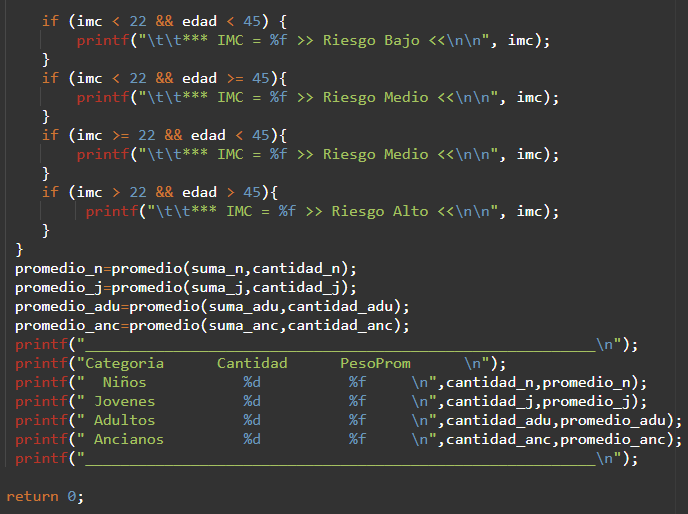 if (imc < 22 && edad < 45) {
printf("\t\t*** IMC = %f >> Riesgo Bajo <<\n\n", imc);
}
if (imc < 22 && edad >= 45){
printf("\t\t*** IMC = %f >> Riesgo Medio <<\n\n", imc);
}
if (imc >= 22 && edad < 45){
printf("\t\t*** IMC = %f >> Riesgo Medio <<\n\n", imc);
}
if (imc > 22 && edad > 45){
printf("\t\t*** IMC = %f >> Riesgo Alto <<\n\n", imc);
}
}
promedio_n=promedio(suma_n,cantidad_n);
promedio_j=promedio(suma_j,cantidad_j);
promedio_adu=promedio(suma_adu,cantidad_adu);
promedio_anc=promedio(suma_anc,cantidad_anc);
printf("__________________________________________________________\n");
printf("Categoria      Cantidad      PesoProm      \n");
printf("  Niños           %d          %f     \n",cantidad_n,promedio_n);
printf(" Jovenes          %d          %f     \n",cantidad_j,promedio_j);
printf(" Adultos          %d          %f     \n",cantidad_adu,promedio_adu);
printf(" Ancianos         %d          %f     \n",cantidad_anc,promedio_anc);
printf("__________________________________________________________\n");
return 0;